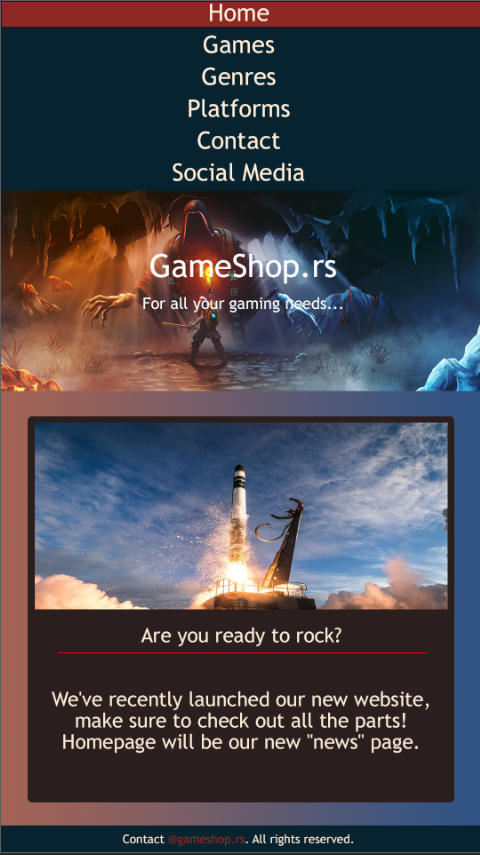 Home
Games
Genres
Platforms
Contact
Social Media
GameShop.rs
For all your gaming needs...
Are you ready to rock?
We've recently launched our new website,
make sure to check out all the parts!
Homepage will be our new "news" page.
Contact @gameshop.rs. All rights reserved.